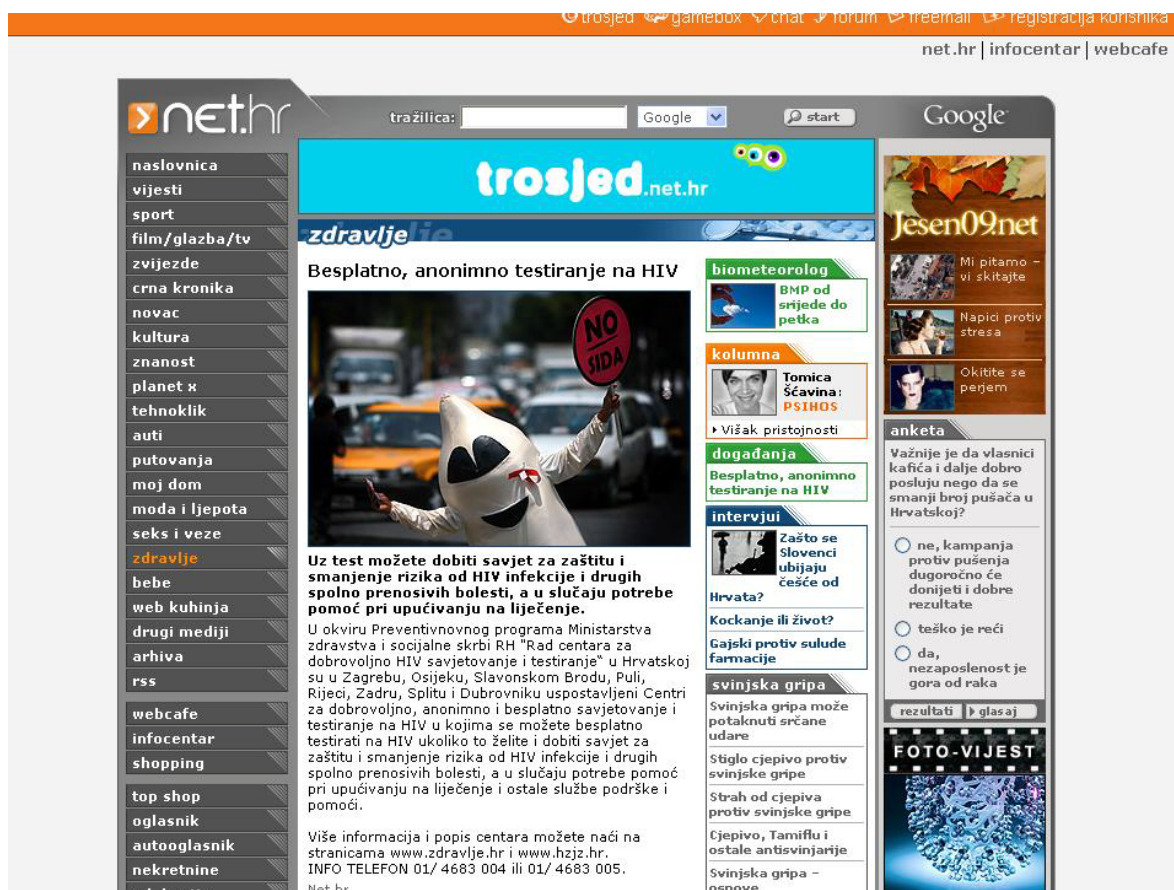 trosjed gamebox chat forum freemail registracija korisnika
net.hr | infocentar | webcafe
net.hr
tražilica:
Google
start
Google
naslovnica
vijesti
sport
film/glazba/tv
zvijezde
crna kronika
novac
kultura
znanost
planet x
tehnoklik
auti
putovanja
moj dom
moda i ljepota
seks i veze
zdravlje
bebe
web kuhinja
drugi mediji
arhiva
rss
webcafe
infocentar
shopping
top shop
oglasnik
autooglasnik
nekretnine
trosjed.net.hr
zdravlje
Besplatno, anonimno testiranje na HIV
NO
SIDA
Uz test možete dobiti savjet za zaštitu i
smanjenje rizika od HIV infekcije i drugih
spolno prenosivih bolesti, a u slučaju potrebe
pomoć pri upućivanju na liječenje.
U okviru Preventivnovnog programa Ministarstva
zdravstva i socijalne skrbi RH "Rad centara za
dobrovoljno HIV savjetovanje i testiranje" u Hrvatskoj
su u Zagrebu, Osijeku, Slavonskom Brodu, Puli,
Rijeci, Zadru, Splitu i Dubrovniku uspostavljeni Centri
za dobrovoljno, anonimno i besplatno savjetovanje i
testiranje na HIV u kojima se možete besplatno
testirati na HIV ukoliko to želite i dobiti savjet za
zaštitu i smanjenje rizika od HIV infekcije i drugih
spolno prenosivih bolesti, a u slučaju potrebe pomoć
pri upućivanju na liječenje i ostale službe podrške i
pomoći.
Više informacija i popis centara možete naći na
stranicama www.zdravlje.hr i www.hzjz.hr.
INFO TELEFON 01/ 4683 004 ili 01/ 4683 005.
Net.hr
biometeorolog
BMP od
srijede do
petka
kolumna
Tomica
Šćavina:
PSIHOS
Višak pristojnosti
događanja
Besplatno, anonimno
testiranje na HIV
intervjui
Zašto se
Slovenci
ubijaju
češće od
Hrvata?
Kockanje ili život?
Gajski protiv sulude
farmacije
svinjska gripa
Svinjska gripa može
potaknuti srčane
udare
Stiglo cjepivo protiv
svinjske gripe
Strah od cjepiva
protiv svinjske gripe
Cjepivo, Tamiflu i
ostale antisvinjarije
Svinjska gripa -
osnove
Jesen09.net
Mi pitamo -
vi skitajte
Napici protiv
stresa
Okitite se
perjem
anketa
Važnije je da vlasnici
kafića i dalje dobro
posluju nego da se
smanji broj pušača u
Hrvatskoj?
ne, kampanja
protiv pušenja
dugoročno će
donijeti i dobre
rezultate
teško je reći
da,
nezaposlenost je
gora od raka
rezultati
glasaj
FOTO-VIJEST